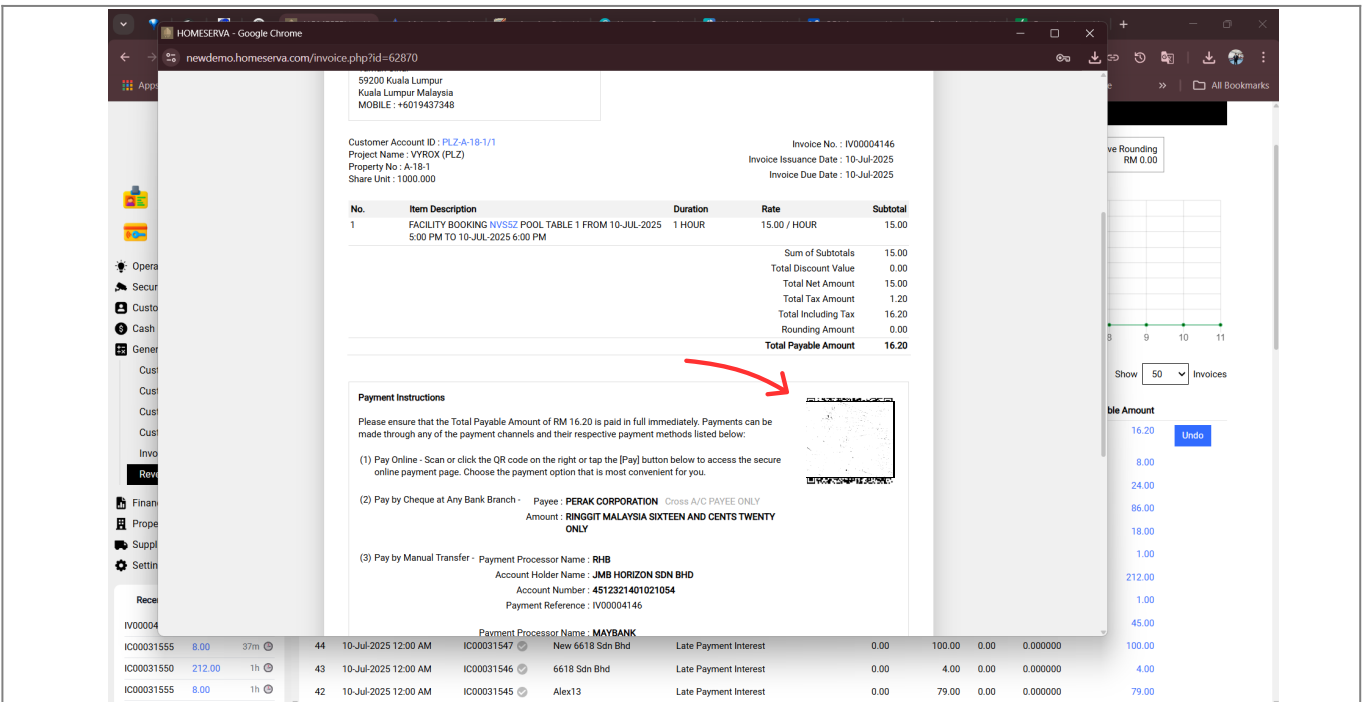 HOMESERVA - Google Chrome
newdemo.homeserva.com/invoice.php?id=62870
Apps
All Bookmarks
59200 Kuala Lumpur
Kuala Lumpur Malaysia
MOBILE : +6019437348
Customer Account ID : PLZ-A-18-1/1
Project Name : VYROX (PLZ)
Property No : A-18-1
Share Unit : 1000.000
Invoice No. : IV00004146
Invoice Issuance Date : 10-Jul-2025
Invoice Due Date : 10-Jul-2025
ve Rounding
RM 0.00
No. Item Description Duration Rate Subtotal
1 FACILITY BOOKING NVS5Z POOL TABLE 1 FROM 10-JUL-2025 1 HOUR 15.00 / HOUR 15.00
5:00 PM TO 10-JUL-2025 6:00 PM
Sum of Subtotals 15.00
Total Discount Value 0.00
Total Net Amount 15.00
Total Tax Amount 1.20
Total Including Tax 16.20
Rounding Amount 0.00
Total Payable Amount 16.20
Payment Instructions
Please ensure that the Total Payable Amount of RM 16.20 is paid in full immediately. Payments can be
made through any of the payment channels and their respective payment methods listed below:
(1) Pay Online - Scan or click the QR code on the right or tap the [Pay] button below to access the secure
online payment page. Choose the payment option that is most convenient for you.
(2) Pay by Cheque at Any Bank Branch - Payee : PERAK CORPORATION Cross A/C PAYEE ONLY
Amount : RINGGIT MALAYSIA SIXTEEN AND CENTS TWENTY
ONLY
(3) Pay by Manual Transfer - Payment Processor Name : RHB
Account Holder Name : JMB HORIZON SDN BHD
Account Number : 4512321401021054
Payment Reference : IV00004146
Payment Processor Name : MAYBANK
Opera
Secur
Custo
Cash
Gener
Cust
Cust
Cust
Cust
Invo
Reve
Finan
Prope
Suppl
Settin
Recen
IV00004
IC00031555 8.00 37m
IC00031550 212.00 1h
IC00031555 8.00 1h
8 9 10 11
Show 50 Invoices
ble Amount
16.20 Undo
8.00
24.00
86.00
18.00
1.00
212.00
1.00
45.00
44 10-Jul-2025 12:00 AM IC00031547 New 6618 Sdn Bhd Late Payment Interest 0.00 100.00 0.00 0.000000 100.00
43 10-Jul-2025 12:00 AM IC00031546 6618 Sdn Bhd Late Payment Interest 0.00 4.00 0.00 0.000000 4.00
42 10-Jul-2025 12:00 AM IC00031545 Alex13 Late Payment Interest 0.00 79.00 0.00 0.000000 79.00